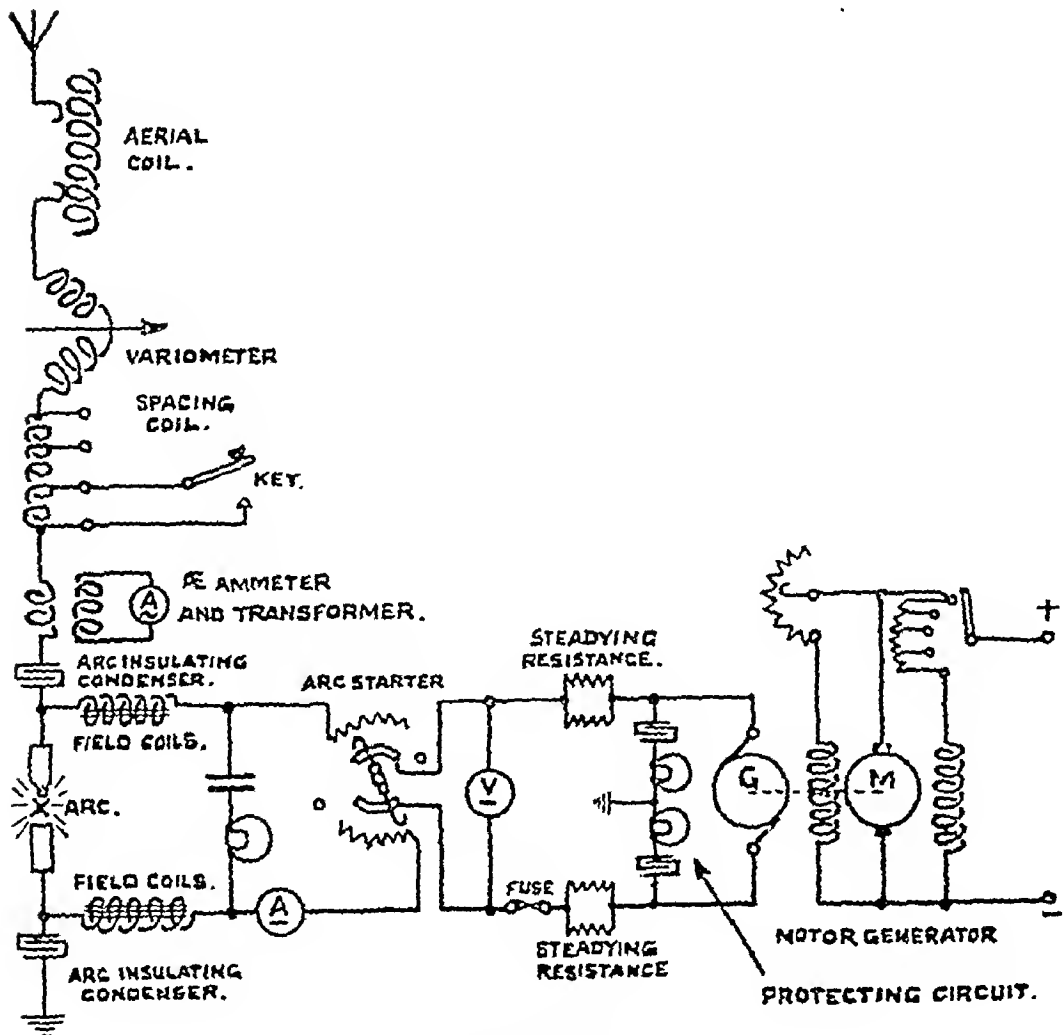 AERIAL
COIL.
VARIOMETER
SPACING
COIL.
KEY.
Æ AMMETER
AND TRANSFORMER.
A
ARC INSULATING
CONDENSER.
FIELD COILS.
ARC STARTER
STEADYING
RESISTANCE.
+
ARC.
V
G
M
FIELD COILS.
A
FUSE
STEADYING
RESISTANCE
-
MOTOR GENERATOR
ARC INSULATING
CONDENSER.
PROTECTING CIRCUIT.